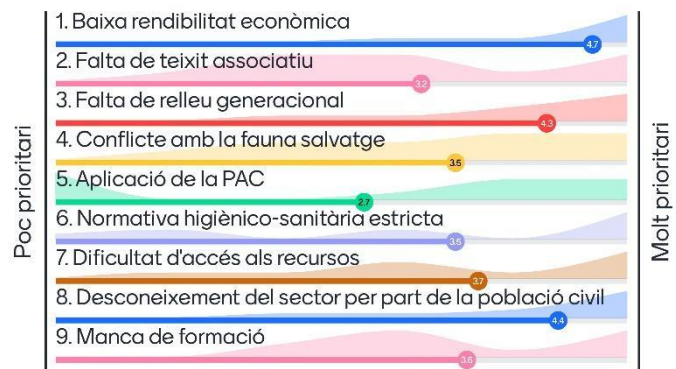 1. Baixa rendibilitat econòmica
4.7
2. Falta de teixit associatiu
3.2
3. Falta de relleu generacional
4.3
4. Conflicte amb la fauna salvatge
3.5
5. Aplicació de la PAC
2.7
6. Normativa higiènico-sanitària estricta
3.5
7. Dificultat d'accés als recursos
3.7
8. Desconeixement del sector per part de la població civil
4.4
9. Manca de formació
3.6
Poc prioritari
Molt prioritari